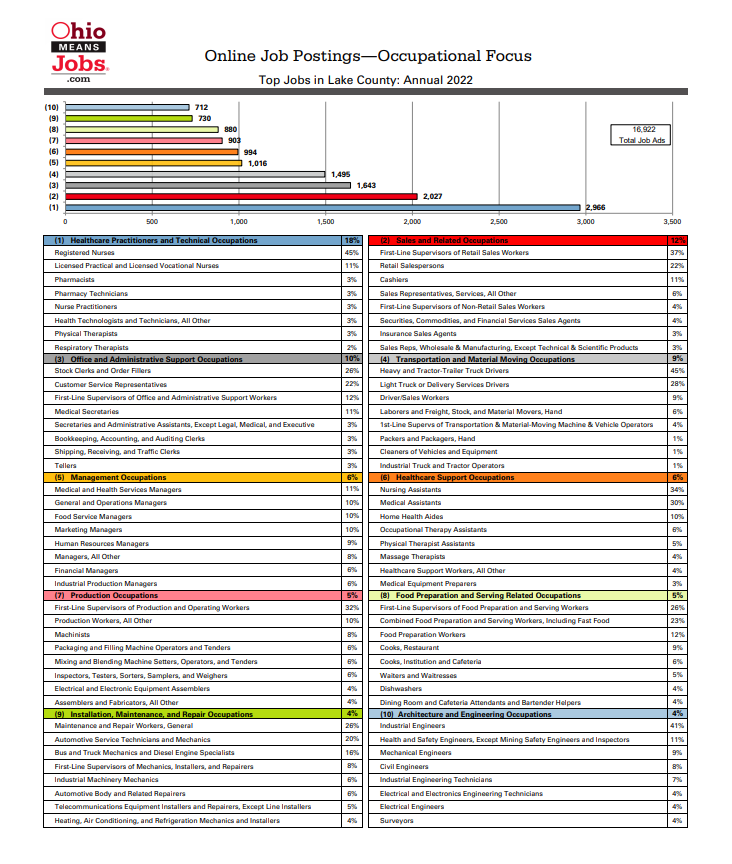 Ohio
MEANS
Jobs
.com
Online Job Postings—Occupational Focus
Top Jobs in Lake County: Annual 2022
(10) 712
(9) 730
(8) 880
(7) 903
(6) 994
(5) 1,016
(4) 1,495
(3) 1,643
(2) 2,027
(1) 2,966
16,922
Total Job Ads
0 500 1,000 1,500 2,000 2,500 3,000 3,500
(1) Healthcare Practitioners and Technical Occupations 18%
Registered Nurses 45%
Licensed Practical and Licensed Vocational Nurses 11%
Pharmacists 3%
Pharmacy Technicians 3%
Nurse Practitioners 3%
Health Technologists and Technicians, All Other 3%
Physical Therapists 3%
Respiratory Therapists 2%
(2) Sales and Related Occupations 12%
First-Line Supervisors of Retail Sales Workers 37%
Retail Salespersons 22%
Cashiers 11%
Sales Representatives, Services, All Other 6%
First-Line Supervisors of Non-Retail Sales Workers 4%
Securities, Commodities, and Financial Services Sales Agents 4%
Insurance Sales Agents 3%
Sales Reps, Wholesale & Manufacturing, Except Technical & Scientific Products 3%
(3) Office and Administrative Support Occupations 10%
Stock Clerks and Order Fillers 26%
Customer Service Representatives 22%
First-Line Supervisors of Office and Administrative Support Workers 12%
Medical Secretaries 11%
Secretaries and Administrative Assistants, Except Legal, Medical, and Executive 3%
Bookkeeping, Accounting, and Auditing Clerks 3%
Shipping, Receiving, and Traffic Clerks 3%
Tellers 3%
(4) Transportation and Material Moving Occupations 9%
Heavy and Tractor-Trailer Truck Drivers 45%
Light Truck or Delivery Services Drivers 28%
Driver/Sales Workers 9%
Laborers and Freight, Stock, and Material Movers, Hand 6%
1st-Line Supvrs of Transportation & Material-Moving Machine & Vehicle Operators 4%
Packers and Packagers, Hand 1%
Cleaners of Vehicles and Equipment 1%
Industrial Truck and Tractor Operators 1%
(5) Management Occupations 6%
Medical and Health Services Managers 11%
General and Operations Managers 10%
Food Service Managers 10%
Marketing Managers 10%
Human Resources Managers 9%
Managers, All Other 8%
Financial Managers 6%
Industrial Production Managers 6%
(6) Healthcare Support Occupations 6%
Nursing Assistants 34%
Medical Assistants 30%
Home Health Aides 10%
Occupational Therapy Assistants 6%
Physical Therapist Assistants 5%
Massage Therapists 4%
Healthcare Support Workers, All Other 4%
Medical Equipment Preparers 3%
(7) Production Occupations 5%
First-Line Supervisors of Production and Operating Workers 32%
Production Workers, All Other 10%
Machinists 8%
Packaging and Filling Machine Operators and Tenders 6%
Mixing and Blending Machine Setters, Operators, and Tenders 6%
Inspectors, Testers, Sorters, Samplers, and Weighers 6%
Electrical and Electronic Equipment Assemblers 4%
Assemblers and Fabricators, All Other 4%
(8) Food Preparation and Serving Related Occupations 5%
First-Line Supervisors of Food Preparation and Serving Workers 26%
Combined Food Preparation and Serving Workers, Including Fast Food 23%
Food Preparation Workers 12%
Cooks, Restaurant 9%
Cooks, Institution and Cafeteria 6%
Waiters and Waitresses 5%
Dishwashers 4%
Dining Room and Cafeteria Attendants and Bartender Helpers 4%
(9) Installation, Maintenance, and Repair Occupations 4%
Maintenance and Repair Workers, General 26%
Automotive Service Technicians and Mechanics 20%
Bus and Truck Mechanics and Diesel Engine Specialists 16%
First-Line Supervisors of Mechanics, Installers, and Repairers 8%
Industrial Machinery Mechanics 6%
Automotive Body and Related Repairers 6%
Telecommunications Equipment Installers and Repairers, Except Line Installers 5%
Heating, Air Conditioning, and Refrigeration Mechanics and Installers 4%
(10) Architecture and Engineering Occupations 4%
Industrial Engineers 41%
Health and Safety Engineers, Except Mining Safety Engineers and Inspectors 11%
Mechanical Engineers 9%
Civil Engineers 8%
Industrial Engineering Technicians 7%
Electrical and Electronics Engineering Technicians 4%
Electrical Engineers 4%
Surveyors 4%